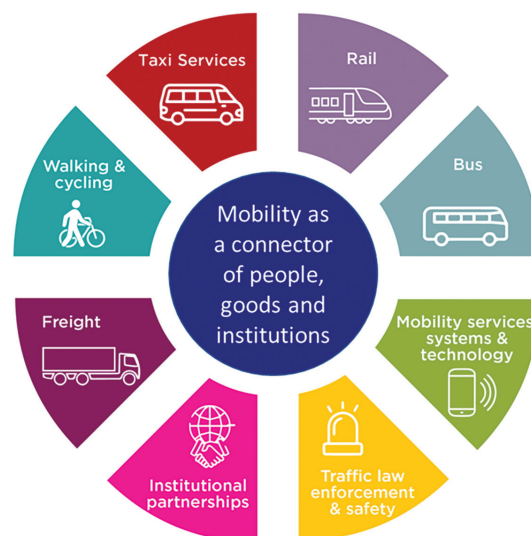 Taxi Services
Rail
Walking &
cycling
Bus
Mobility as
a connector
of people,
goods and
institutions
Freight
Mobility services,
systems &
technology
Institutional
partnerships
Traffic law
enforcement
& safety